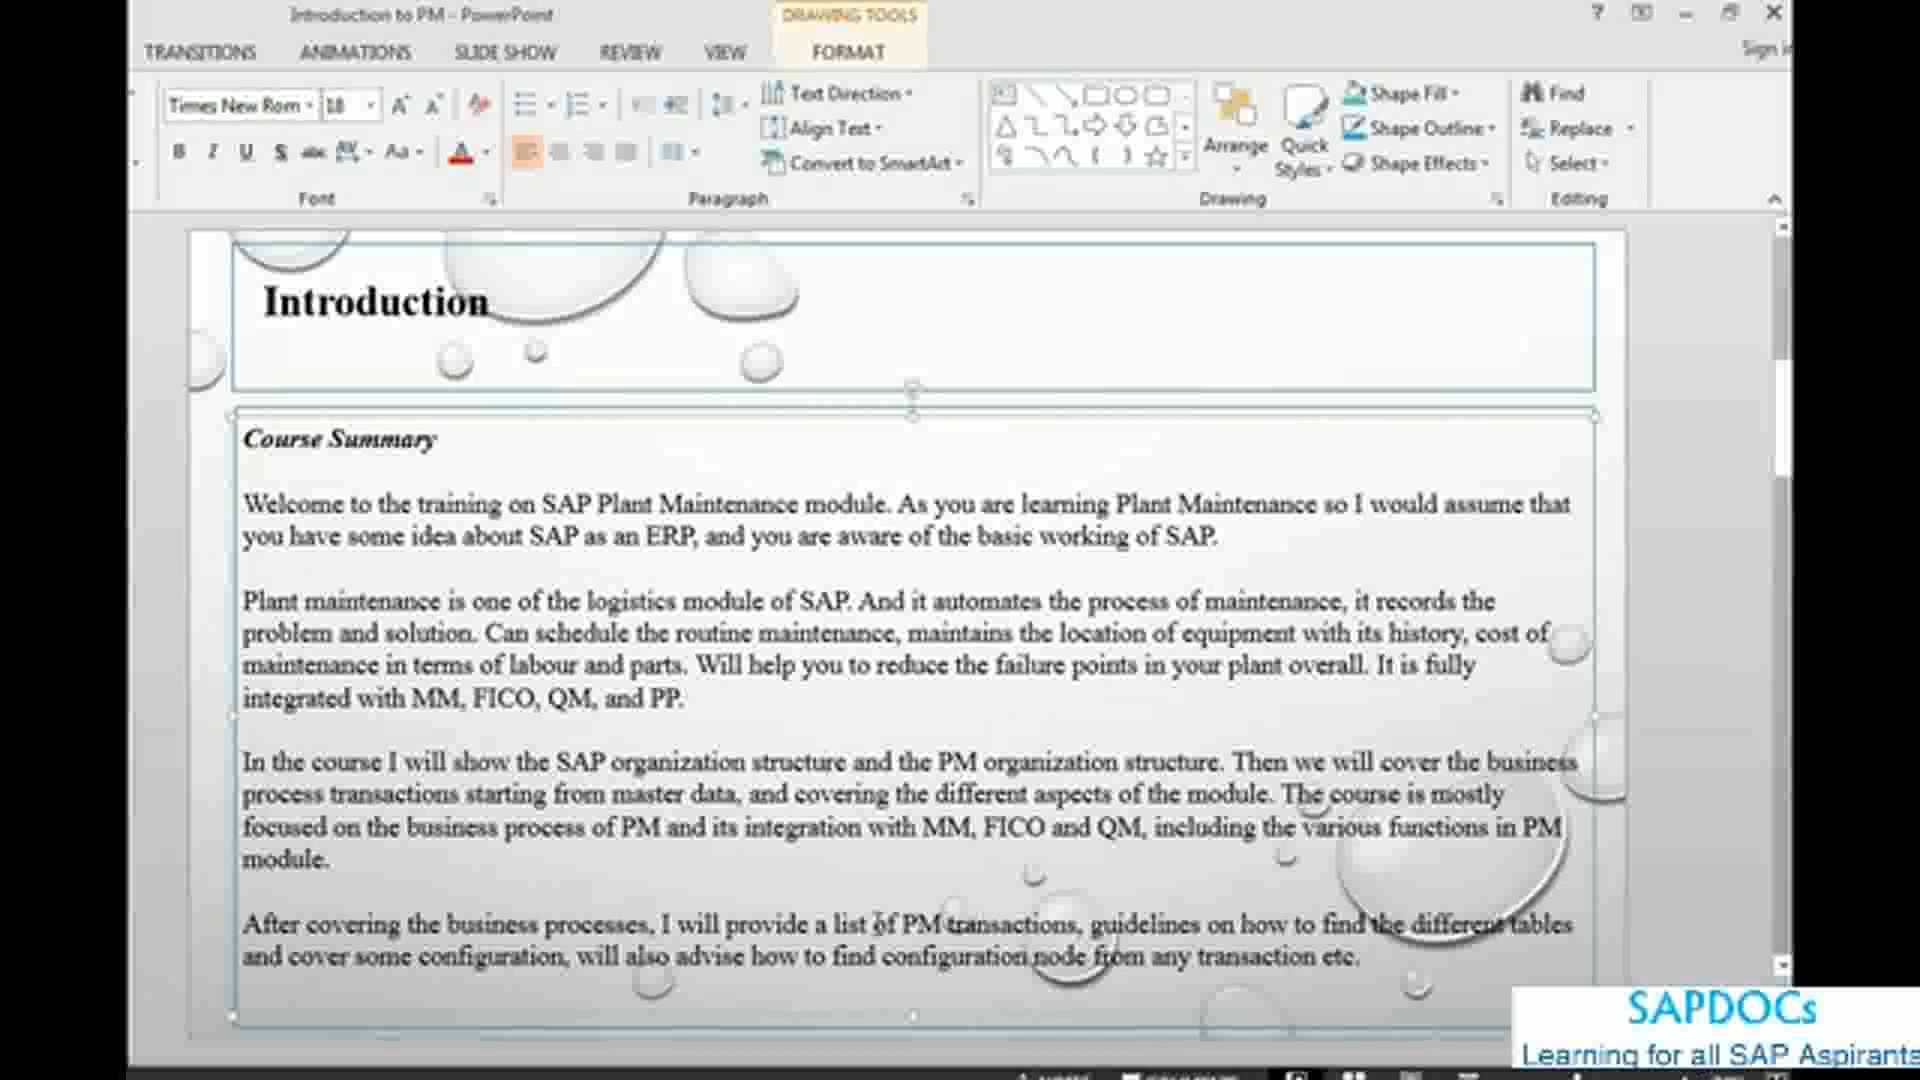 Introduction to PM - PowerPoint
DRAWING TOOLS
Sign i
TRANSITIONS ANIMATIONS SLIDE SHOW REVIEW VIEW FORMAT
Times New Rom 18
Text Direction
Align Text
Convert to SmartArt
Arrange
Quick Styles
Shape Fill
Shape Outline
Shape Effects
Find
Replace
Select
Font Paragraph Drawing Editing
Introduction
Course Summary
Welcome to the training on SAP Plant Maintenance module. As you are learning Plant Maintenance so I would assume that
you have some idea about SAP as an ERP, and you are aware of the basic working of SAP.
Plant maintenance is one of the logistics module of SAP. And it automates the process of maintenance, it records the
problem and solution. Can schedule the routine maintenance, maintains the location of equipment with its history, cost of
maintenance in terms of labour and parts. Will help you to reduce the failure points in your plant overall. It is fully
integrated with MM, FICO, QM, and PP.
In the course I will show the SAP organization structure and the PM organization structure. Then we will cover the business
process transactions starting from master data, and covering the different aspects of the module. The course is mostly
focused on the business process of PM and its integration with MM, FICO and QM, including the various functions in PM
module.
After covering the business processes, I will provide a list of PM transactions, guidelines on how to find the different tables
and cover some configuration, will also advise how to find configuration node from any transaction etc.
SAPDOCs
Learning for all SAP Aspirants